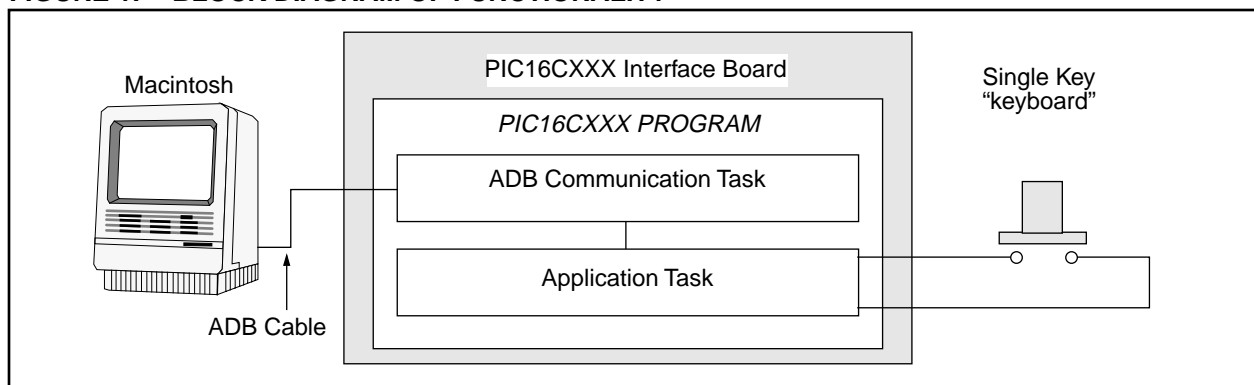 Macintosh
ADB Cable
PIC16CXXX Interface Board
PIC16CXXX PROGRAM
ADB Communication Task
Application Task
Single Key
“keyboard”